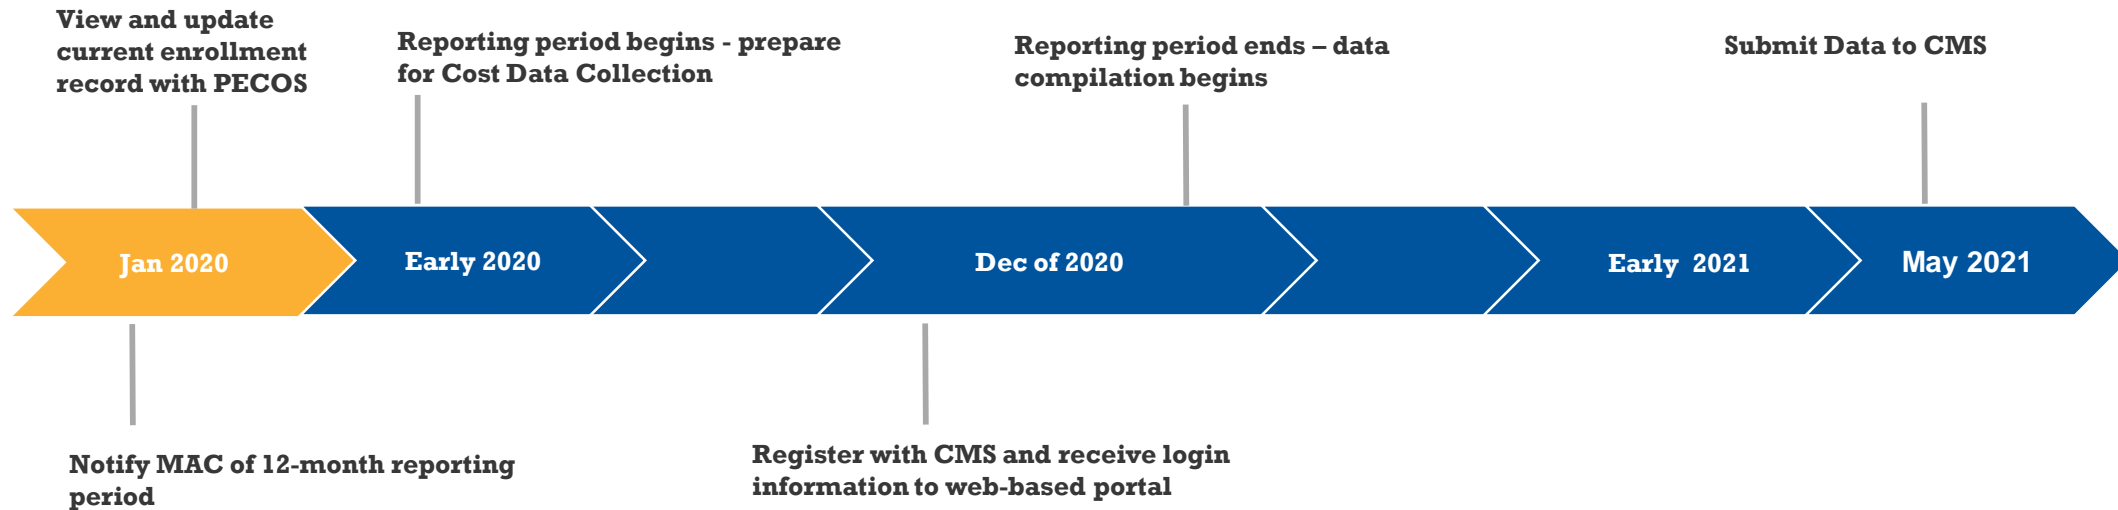 View and update
current enrollment
record with PECOS
Reporting period begins - prepare
for Cost Data Collection
Reporting period ends – data
compilation begins
Submit Data to CMS
Jan 2020
Early 2020
Dec of 2020
Early 2021
May 2021
Notify MAC of 12-month reporting
period
Register with CMS and receive login
information to web-based portal